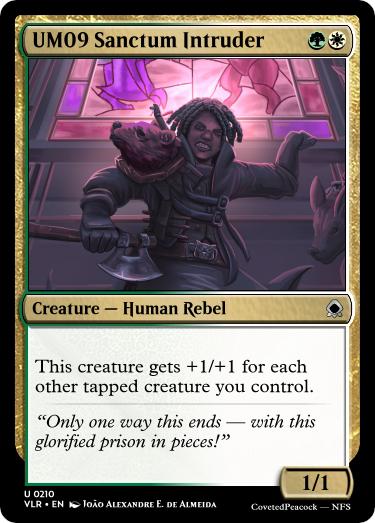 UM09 Sanctum Intruder
Creature — Human Rebel
This creature gets +1/+1 for each
other tapped creature you control.
“Only one way this ends — with this
glorified prison in pieces!”
1/1
U 0210
VLR • EN João Alexandre E. de Almeida
CovetedPeacock — NFS